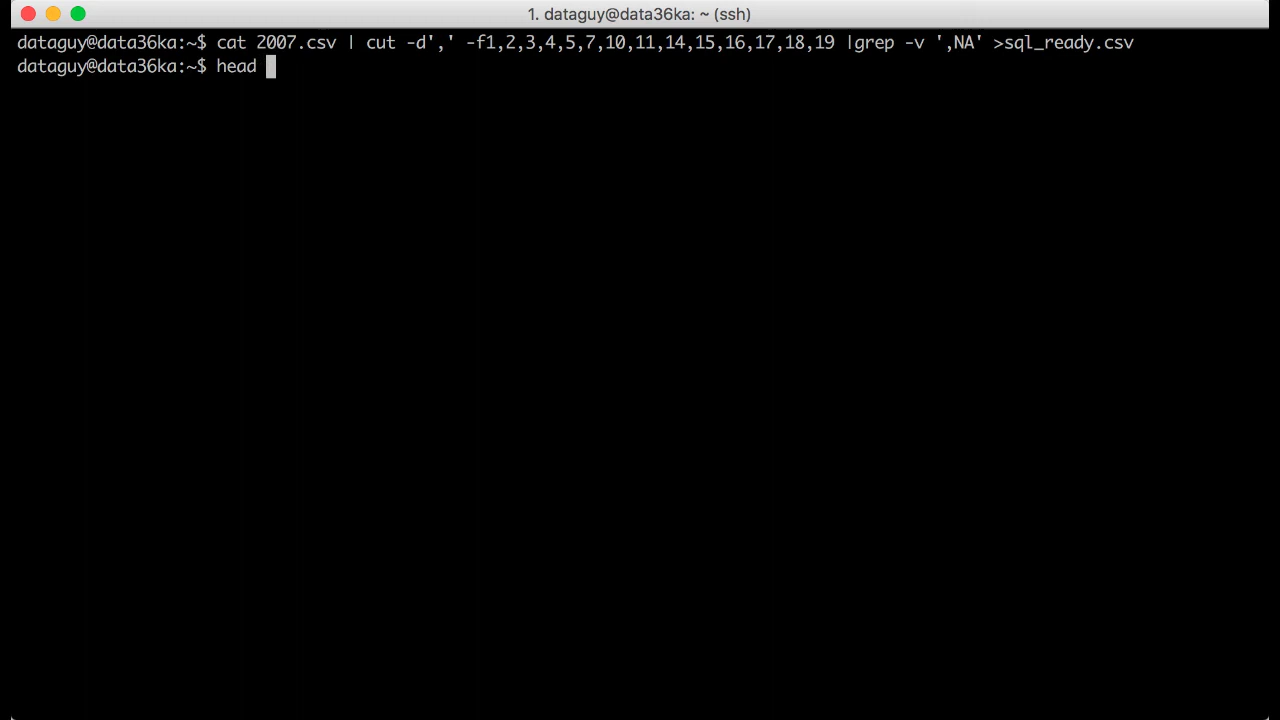 1. dataguy@data36ka: ~ (ssh)
dataguy@data36ka:~$ cat 2007.csv | cut -d',' -f1,2,3,4,5,7,10,11,14,15,16,17,18,19 |grep -v ',NA' >sql_ready.csv
dataguy@data36ka:~$ head